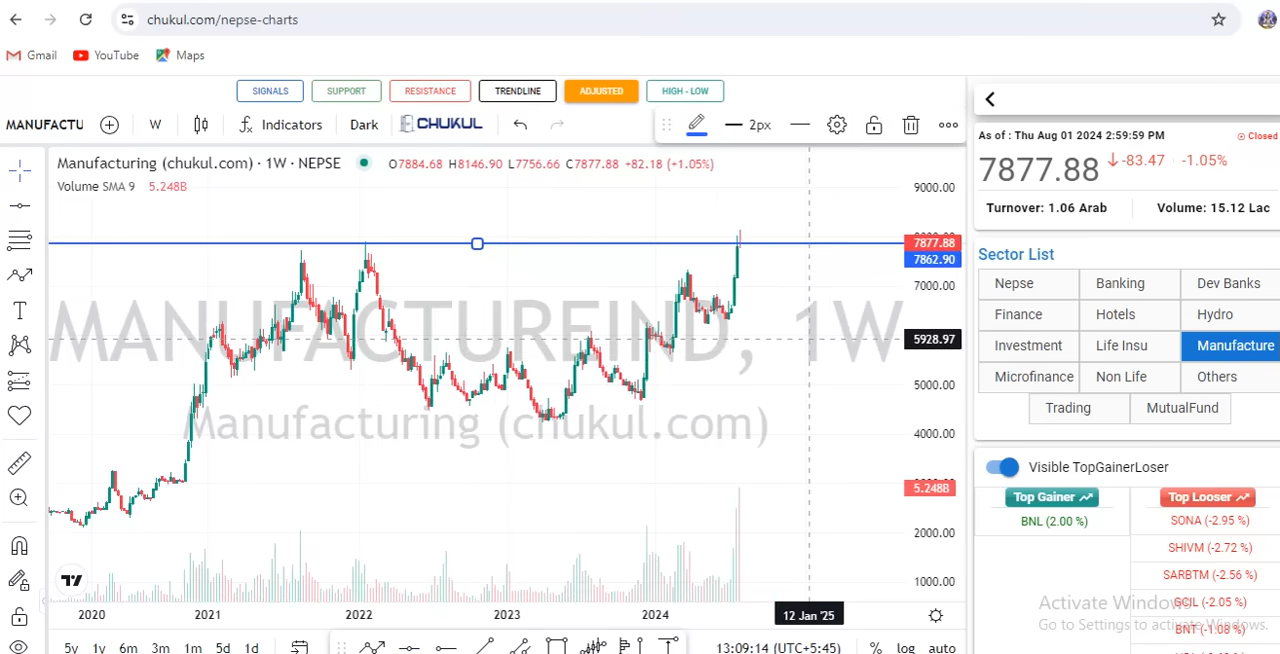 chukul.com/nepse-charts
Gmail YouTube Maps
SIGNALS SUPPORT RESISTANCE TRENDLINE ADJUSTED HIGH - LOW
MANUFACTU W Indicators Dark CHUKUL 2px
Manufacturing (chukul.com) · 1W · NEPSE O7884.68 H8146.90 L7756.66 C7877.88 +82.18 (+1.05%)
Volume SMA 9 5.248B
MANUFACTUREIND, 1W
Manufacturing (chukul.com)
9000.00
7877.88
7862.90
7000.00
5928.97
5000.00
4000.00
5.248B
2000.00
1000.00
2020 2021 2022 2023 2024 12 Jan '25
5y 1y 6m 3m 1m 5d 1d 13:09:14 (UTC+5:45) % log auto
As of : Thu Aug 01 2024 2:59:59 PM Closed
7877.88 -83.47 -1.05%
Turnover: 1.06 Arab Volume: 15.12 Lac
Sector List
Nepse Banking Dev Banks
Finance Hotels Hydro
Investment Life Insu Manufacture
Microfinance Non Life Others
Trading MutualFund
Visible TopGainerLoser
Top Gainer Top Looser
BNL (2.00 %) SONA (-2.95 %)
SHIVM (-2.72 %)
SARBTM (-2.56 %)
GCIL (-2.05 %)
BNT (-1.08 %)
Activate Windows
Go to Settings to activate Windows.